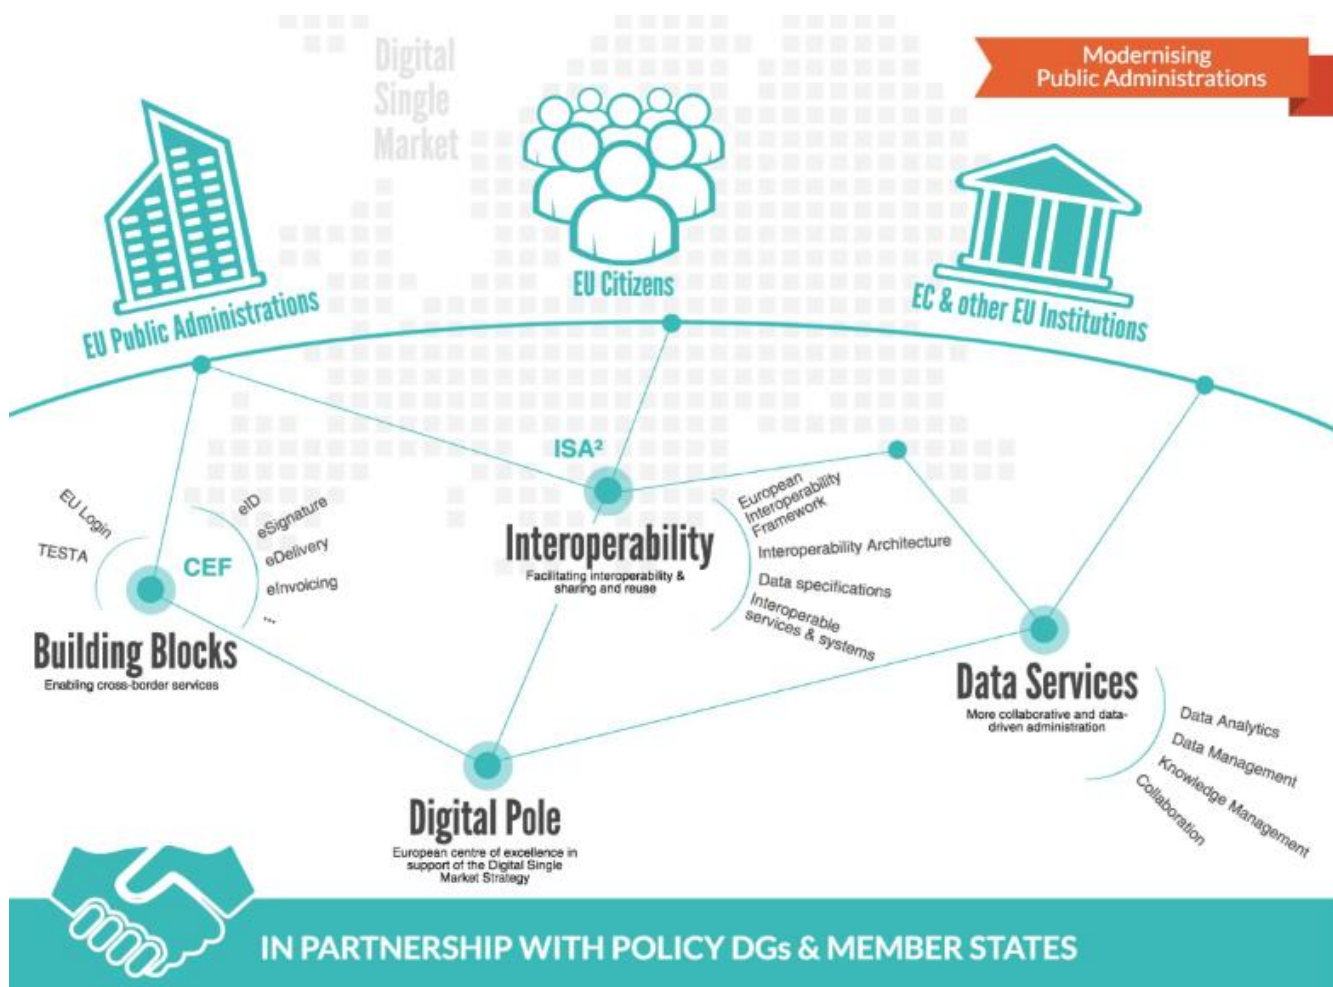 Digital
Single
Market
Modernising
Public Administrations
EU Public Administrations
EU Citizens
EC & other EU Institutions
ISA²
EU Login
TESTA
CEF
eID
eSignature
eDelivery
eInvoicing
...
Building Blocks
Enabling cross-border services
Interoperability
Facilitating interoperability &
sharing and reuse
European
Interoperability
Framework
Interoperability Architecture
Data specifications
Interoperable
services & systems
Data Services
More collaborative and data-
driven administration
Data Analytics
Data Management
Knowledge Management
Collaboration
Digital Pole
European centre of excellence in
support of the Digital Single
Market Strategy
IN PARTNERSHIP WITH POLICY DGs & MEMBER STATES